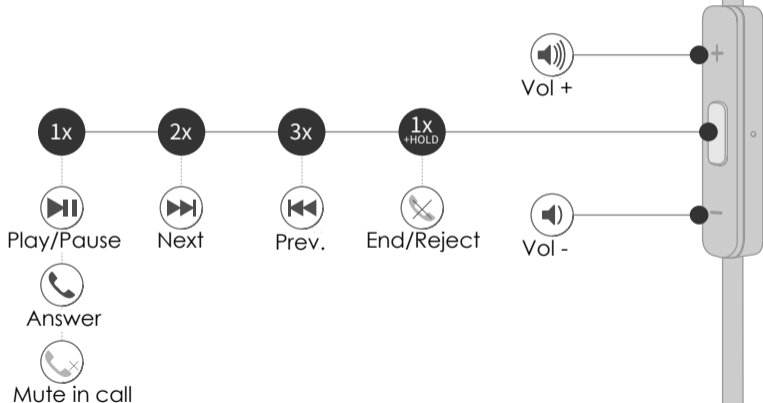 Vol +
1x
2x
3x
1x
+HOLD
Play/Pause
Next
Prev.
End/Reject
Vol -
Answer
Mute in call